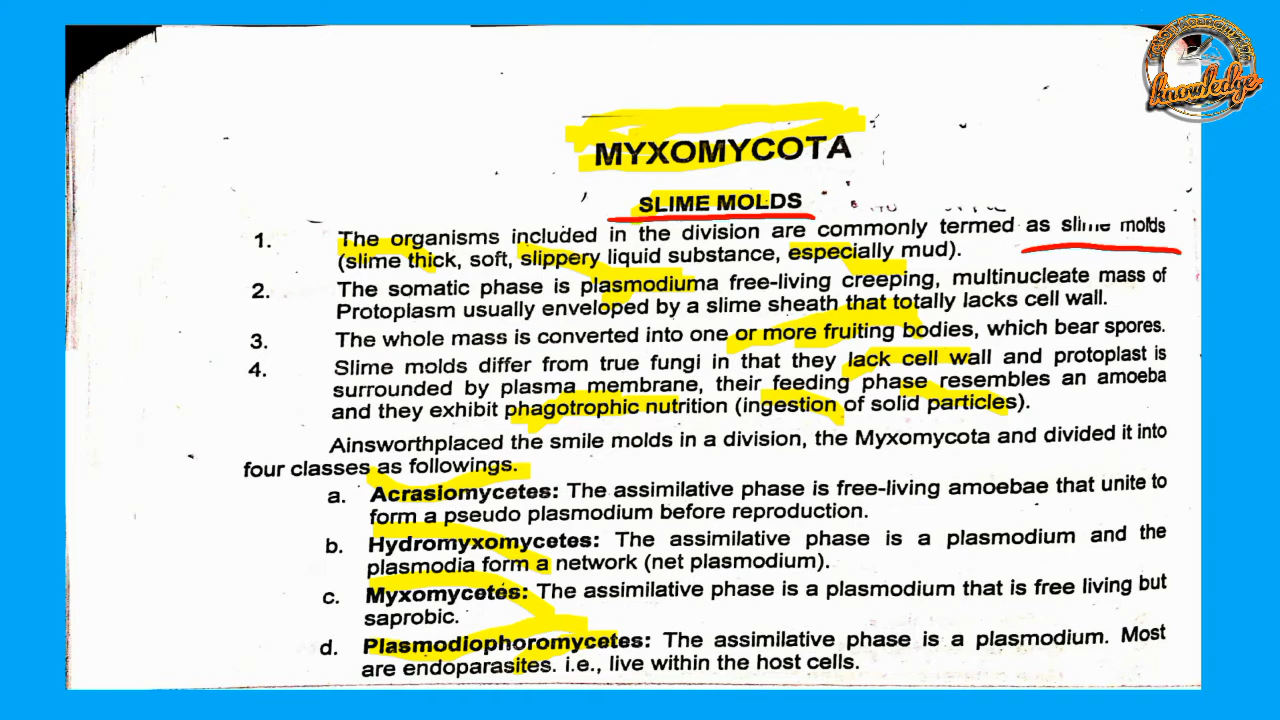 knowledge
MYXOMYCOTA
SLIME MOLDS
1. The organisms included in the division are commonly termed as slime molds
(slime thick, soft, slippery liquid substance, especially mud).
2. The somatic phase is plasmodiuma free-living creeping, multinucleate mass of
Protoplasm usually enveloped by a slime sheath that totally lacks cell wall.
3. The whole mass is converted into one or more fruiting bodies, which bear spores.
4. Slime molds differ from true fungi in that they lack cell wall and protoplast is
surrounded by plasma membrane, their feeding phase resembles an amoeba
and they exhibit phagotrophic nutrition (ingestion of solid particles).
Ainsworthplaced the smile molds in a division, the Myxomycota and divided it into
four classes as followings.
a. Acrasiomycetes: The assimilative phase is free-living amoebae that unite to
form a pseudo plasmodium before reproduction.
b. Hydromyxomycetes: The assimilative phase is a plasmodium and the
plasmodia form a network (net plasmodium).
c. Myxomycetes: The assimilative phase is a plasmodium that is free living but
saprobic.
d. Plasmodiophoromycetes: The assimilative phase is a plasmodium. Most
are endoparasites. i.e., live within the host cells.